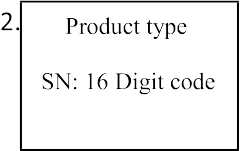 2. Product type
SN: 16 Digit code